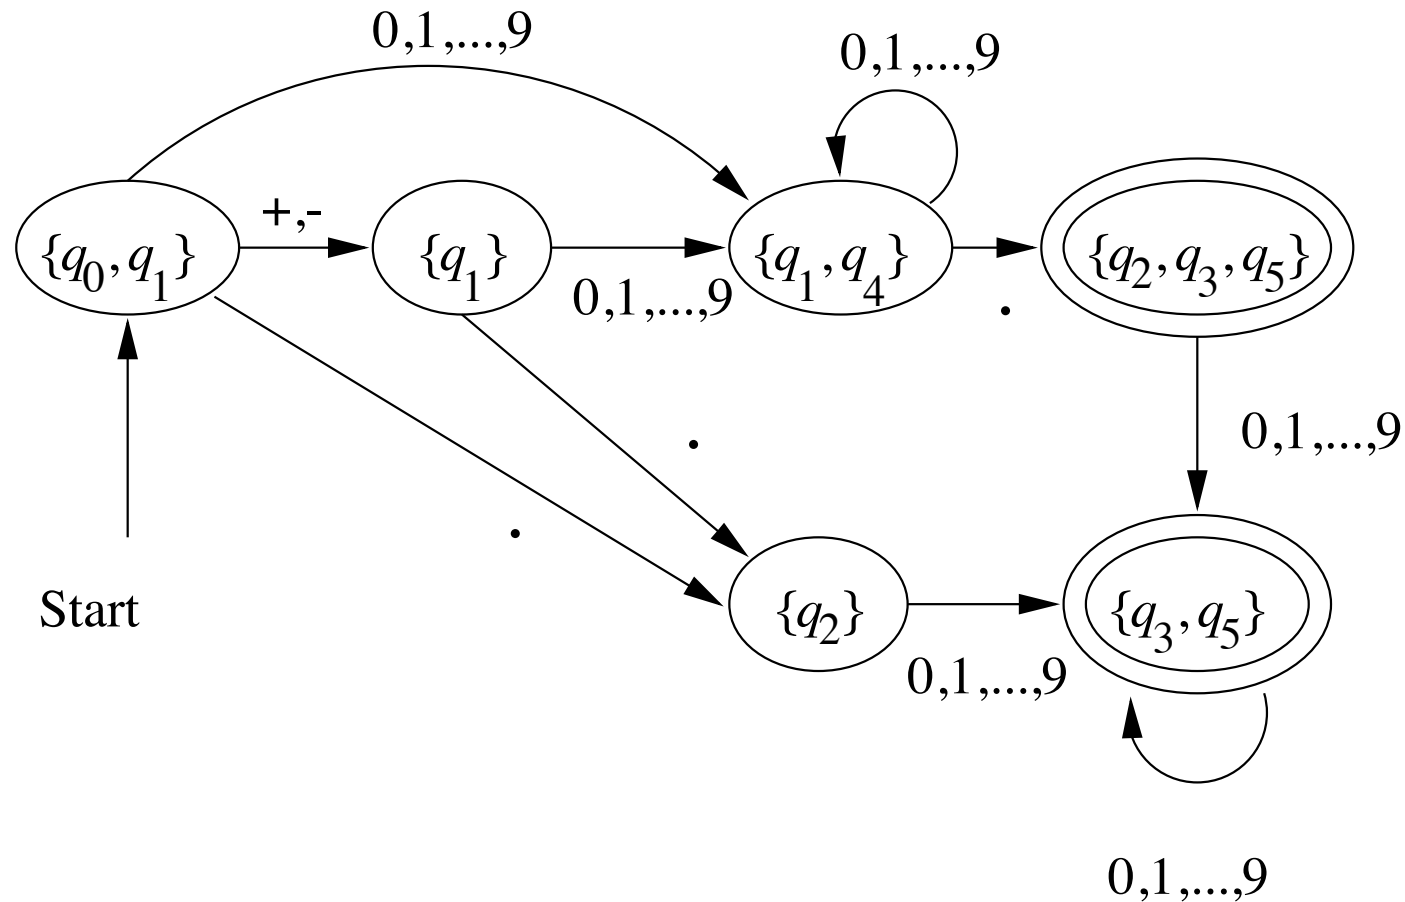 0,1,...,9
0,1,...,9
+,-
{q0,q1}
{q1}
{q1,q4}
{q2,q3,q5}
0,1,...,9
.
0,1,...,9
.
.
Start
{q2}
{q3,q5}
0,1,...,9
0,1,...,9